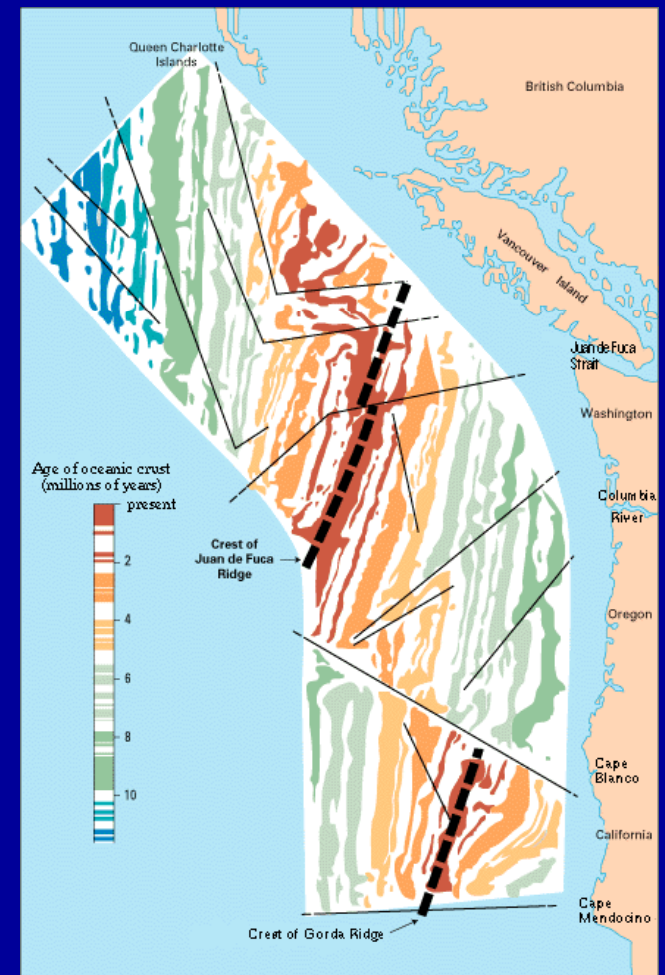 Queen Charlotte
Islands
British Columbia
Vancouver Island
Juan de Fuca
Strait
Washington
Age of oceanic crust
(millions of years)
present
2
4
6
8
10
Columbia
River
Crest of
Juan de Fuca
Ridge
Oregon
Cape
Blanco
California
Cape
Mendocino
Crest of Gorda Ridge